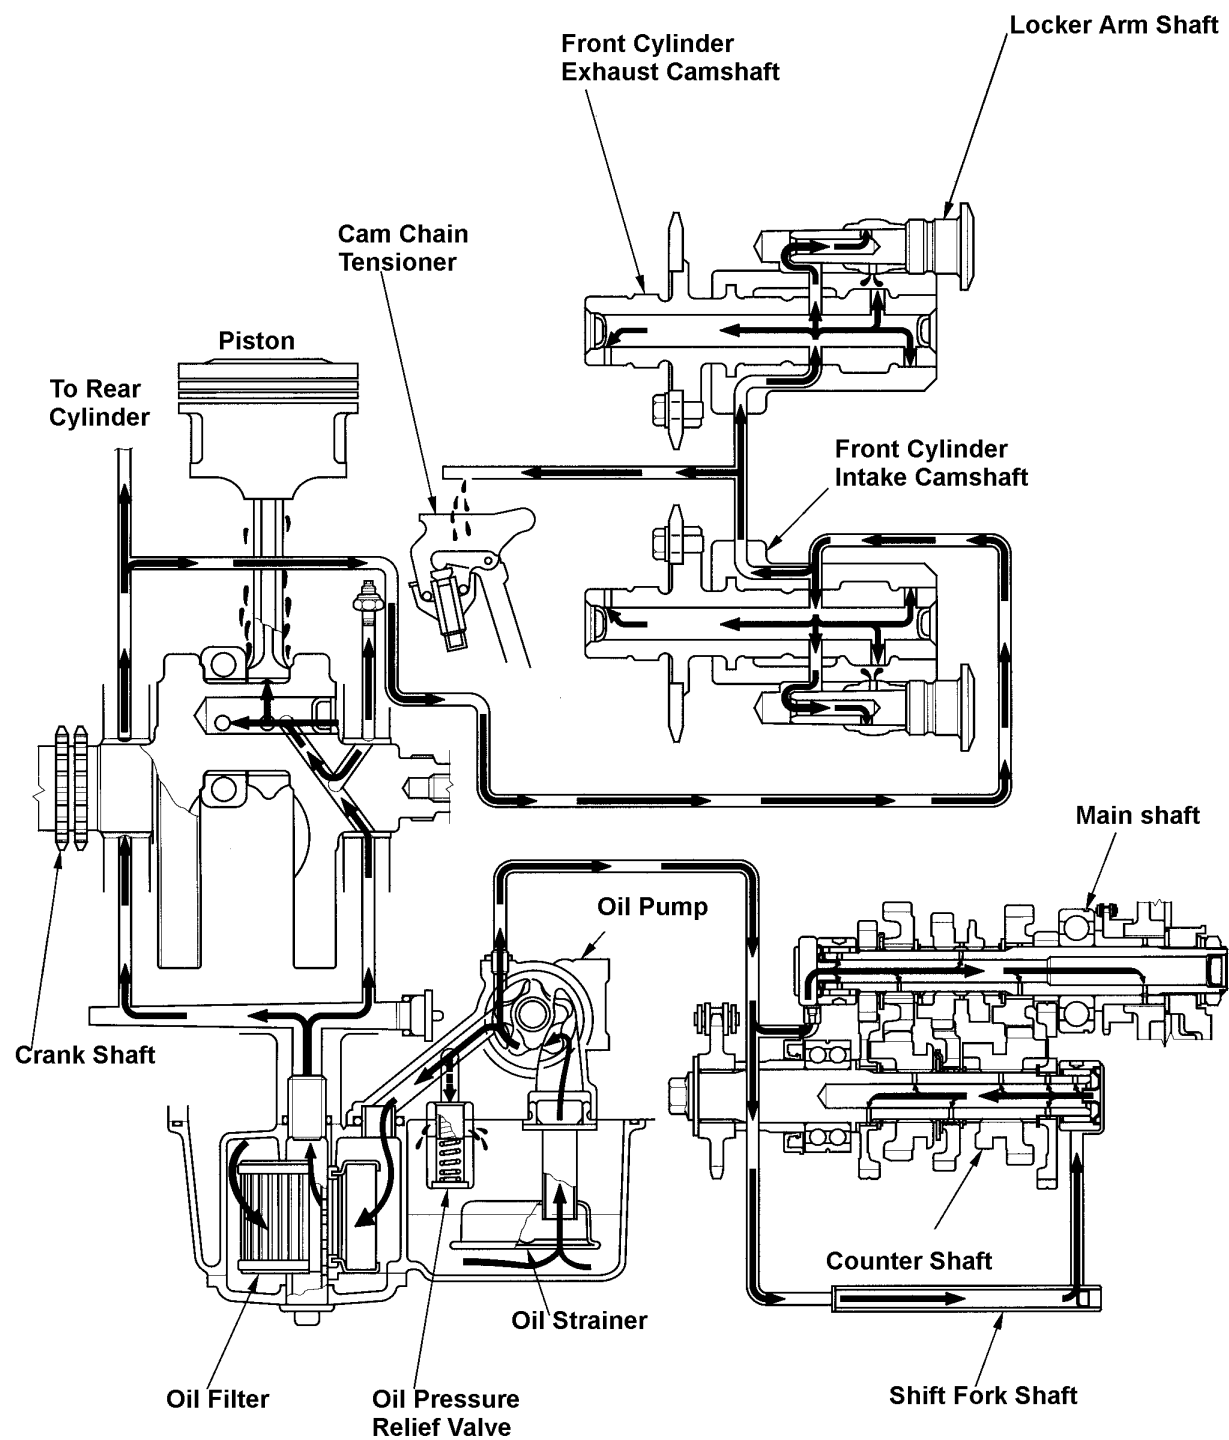 Locker Arm Shaft
Front Cylinder
Exhaust Camshaft
Cam Chain
Tensioner
Piston
To Rear
Cylinder
Front Cylinder
Intake Camshaft
Main shaft
Oil Pump
Crank Shaft
Counter Shaft
Oil Strainer
Oil Filter
Oil Pressure
Relief Valve
Shift Fork Shaft